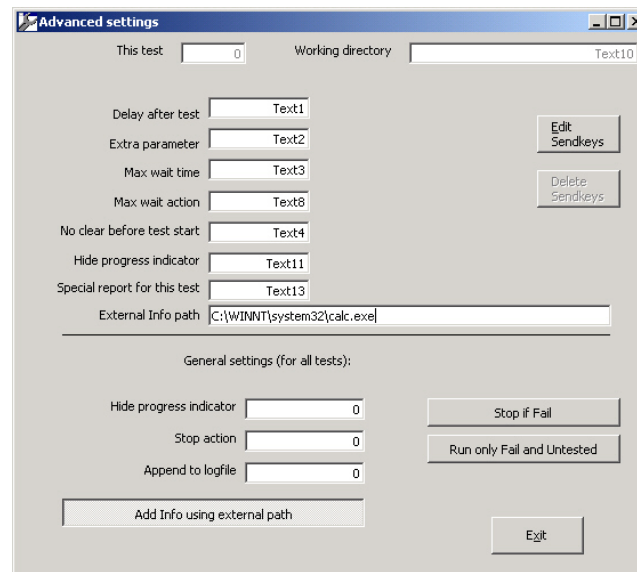 Advanced settings
This test 0 Working directory Text10
Delay after test Text1
Extra parameter Text2
Max wait time Text3
Max wait action Text8
No clear before test start Text4
Hide progress indicator Text11
Special report for this test Text13
External Info path C:\WINNT\system32\calc.exe
Edit
Sendkeys
Delete
Sendkeys
General settings (for all tests):
Hide progress indicator 0
Stop action 0
Append to logfile 0
Stop if Fail
Run only Fail and Untested
Add Info using external path
Exit